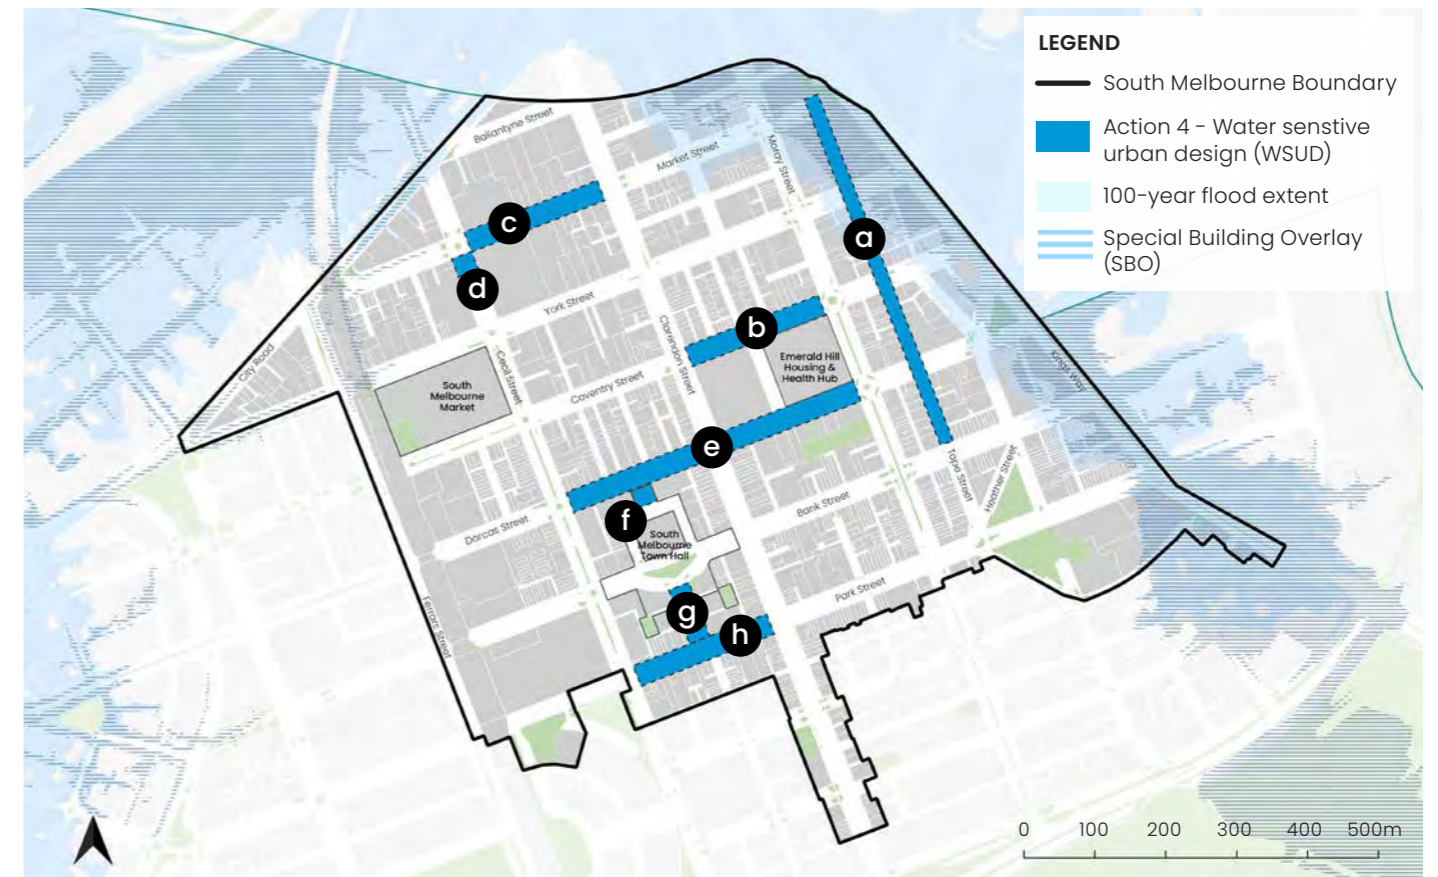 LEGEND
South Melbourne Boundary
Action 4 - Water senstive
urban design (WSUD)
100-year flood extent
Special Building Overlay
(SBO)
Ballantyne Street
Market Street
Moray Street
a
c
d
York Street
b
Clarendon Street
Emerald Hill
Housing &
Health Hub
City Road
Cecil Street
South
Melbourne
Market
Coventry Street
Kings Way
e
Tope Street
Heather Street
Bank Street
Dorcas Street
f
South
Melbourne
Town Hall
g
h
Park Street
Ferrars Street
0 100 200 300 400 500m